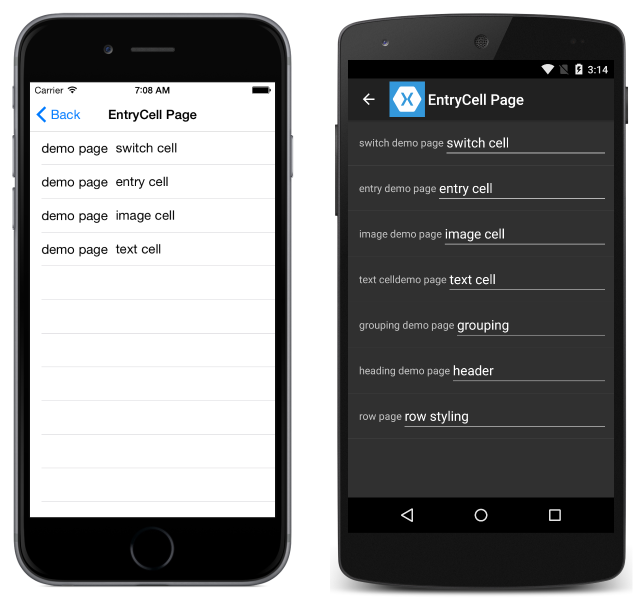 Carrier 7:08 AM
Back EntryCell Page
demo page switch cell
demo page entry cell
demo page image cell
demo page text cell
3:14
EntryCell Page
switch demo page switch cell
entry demo page entry cell
image demo page image cell
text celldemo page text cell
grouping demo page grouping
heading demo page header
row page row styling